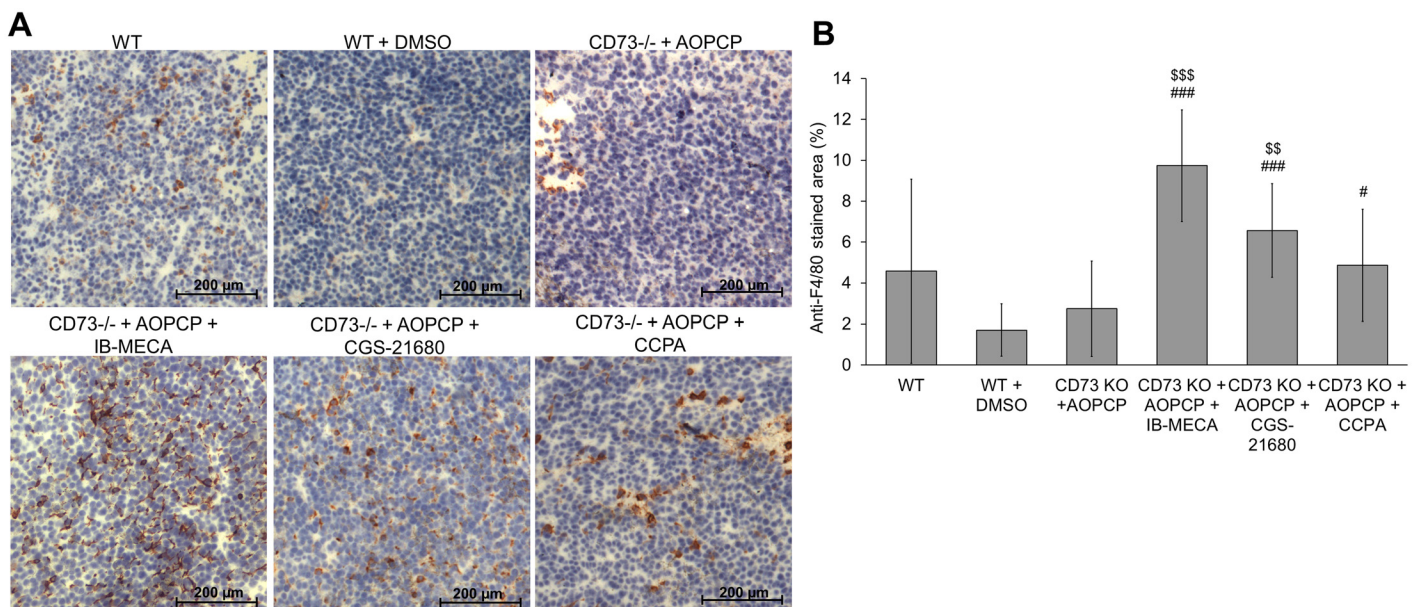 A
WT
WT + DMSO
CD73-/- + AOPCP
200 µm
200 µm
200 µm
CD73-/- + AOPCP +
IB-MECA
CD73-/- + AOPCP +
CGS-21680
CD73-/- + AOPCP +
CCPA
200 µm
200 µm
200 µm
B
Anti-F4/80 stained area (%)
14
12
10
8
6
4
2
0
$$$
###
$$
###
#
WT
WT +
DMSO
CD73 KO
+AOPCP
CD73 KO +
AOPCP +
IB-MECA
CD73 KO +
AOPCP +
CGS-
21680
CD73 KO +
AOPCP +
CCPA